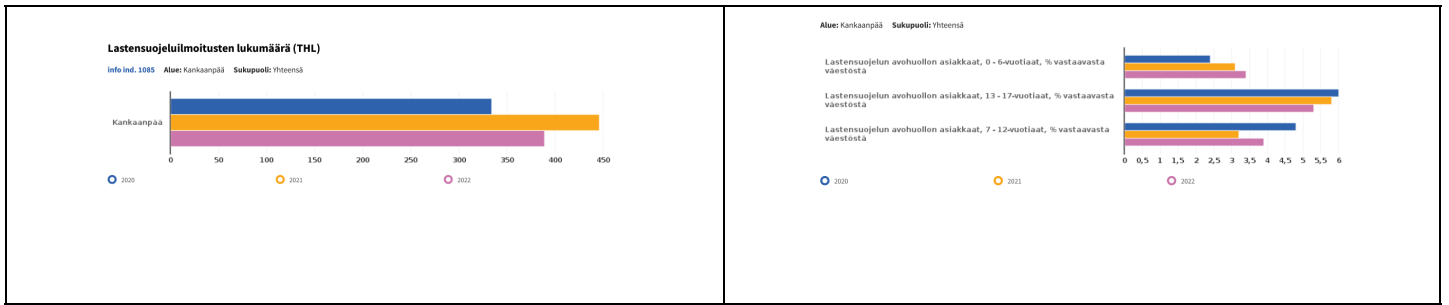 Lastensuojeluilmoitusten lukumäärä (THL)
info ind. 1085 Alue: Kankaanpää Sukupuoli: Yhteensä
Kankaanpää
0 50 100 150 200 250 300 350 400 450
2020 2021 2022
Alue: Kankaanpää Sukupuoli: Yhteensä
Lastensuojelun avohuollon asiakkaat, 0 - 6-vuotiaat, % vastaavasta
väestöstä
Lastensuojelun avohuollon asiakkaat, 13 - 17-vuotiaat, % vastaavasta
väestöstä
Lastensuojelun avohuollon asiakkaat, 7 - 12-vuotiaat, % vastaavasta
väestöstä
0 0,5 1 1,5 2 2,5 3 3,5 4 4,5 5 5,5 6
2020 2021 2022